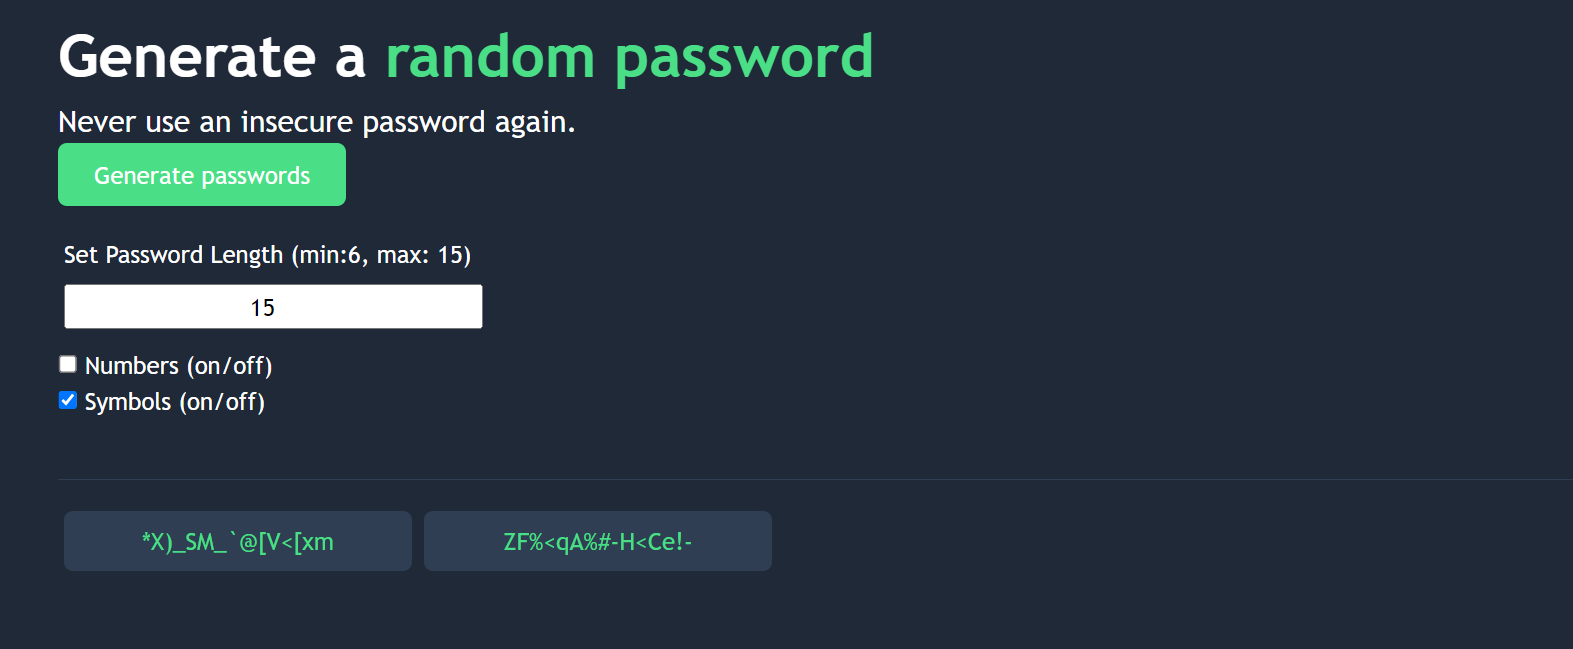 Generate a random password
Never use an insecure password again.
Generate passwords
Set Password Length (min:6, max: 15)
15
Numbers (on/off)
Symbols (on/off)
*X)_SM_`@[V<[xm
ZF%<qA%#-H<Ce!-